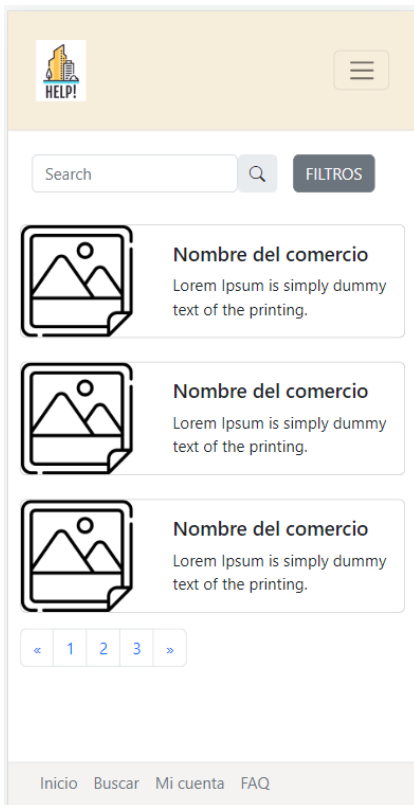 HELP!
Search
FILTROS
Nombre del comercio
Lorem Ipsum is simply dummy
text of the printing.
Nombre del comercio
Lorem Ipsum is simply dummy
text of the printing.
Nombre del comercio
Lorem Ipsum is simply dummy
text of the printing.
« 1 2 3 »
Inicio Buscar Mi cuenta FAQ